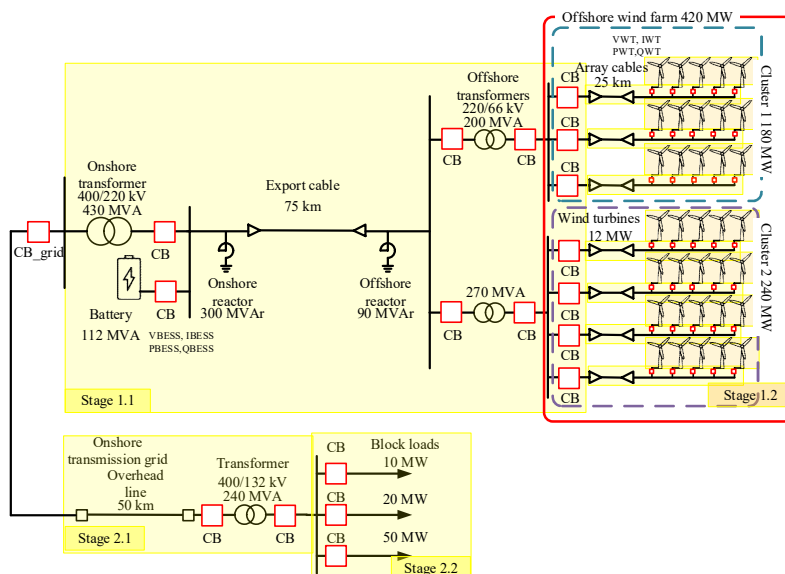 Offshore wind farm 420 MW
VWT, IWT
PWT,QWT
CB
Array cables
25 km
CB
CB
Cluster 1 180 MW
Offshore
transformers
220/66 kV
200 MVA
CB
CB
Onshore
transformer
400/220 kV
430 MVA
Export cable
75 km
CB_grid
CB
Battery
112 MVA
CB
VBESS, IBESS
PBESS,QBESS
Onshore
reactor
300 MVAr
Offshore
reactor
90 MVAr
270 MVA
CB
CB
Wind turbines
12 MW
CB
CB
CB
CB
Cluster 2 240 MW
Stage 1.1
Stage 1.2
Onshore
transmission grid
Overhead
line
50 km
Transformer
400/132 kV
240 MVA
CB
CB
CB
Block loads
10 MW
CB
20 MW
CB
50 MW
Stage 2.1
Stage 2.2